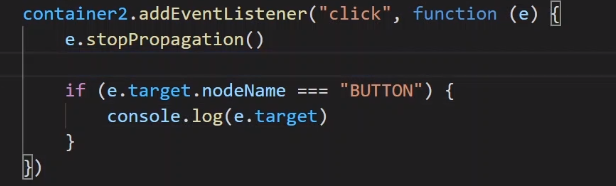 container2.addEventListener("click", function (e) {
    e.stopPropagation()

    if (e.target.nodeName === "BUTTON") {
        console.log(e.target)
    }
})